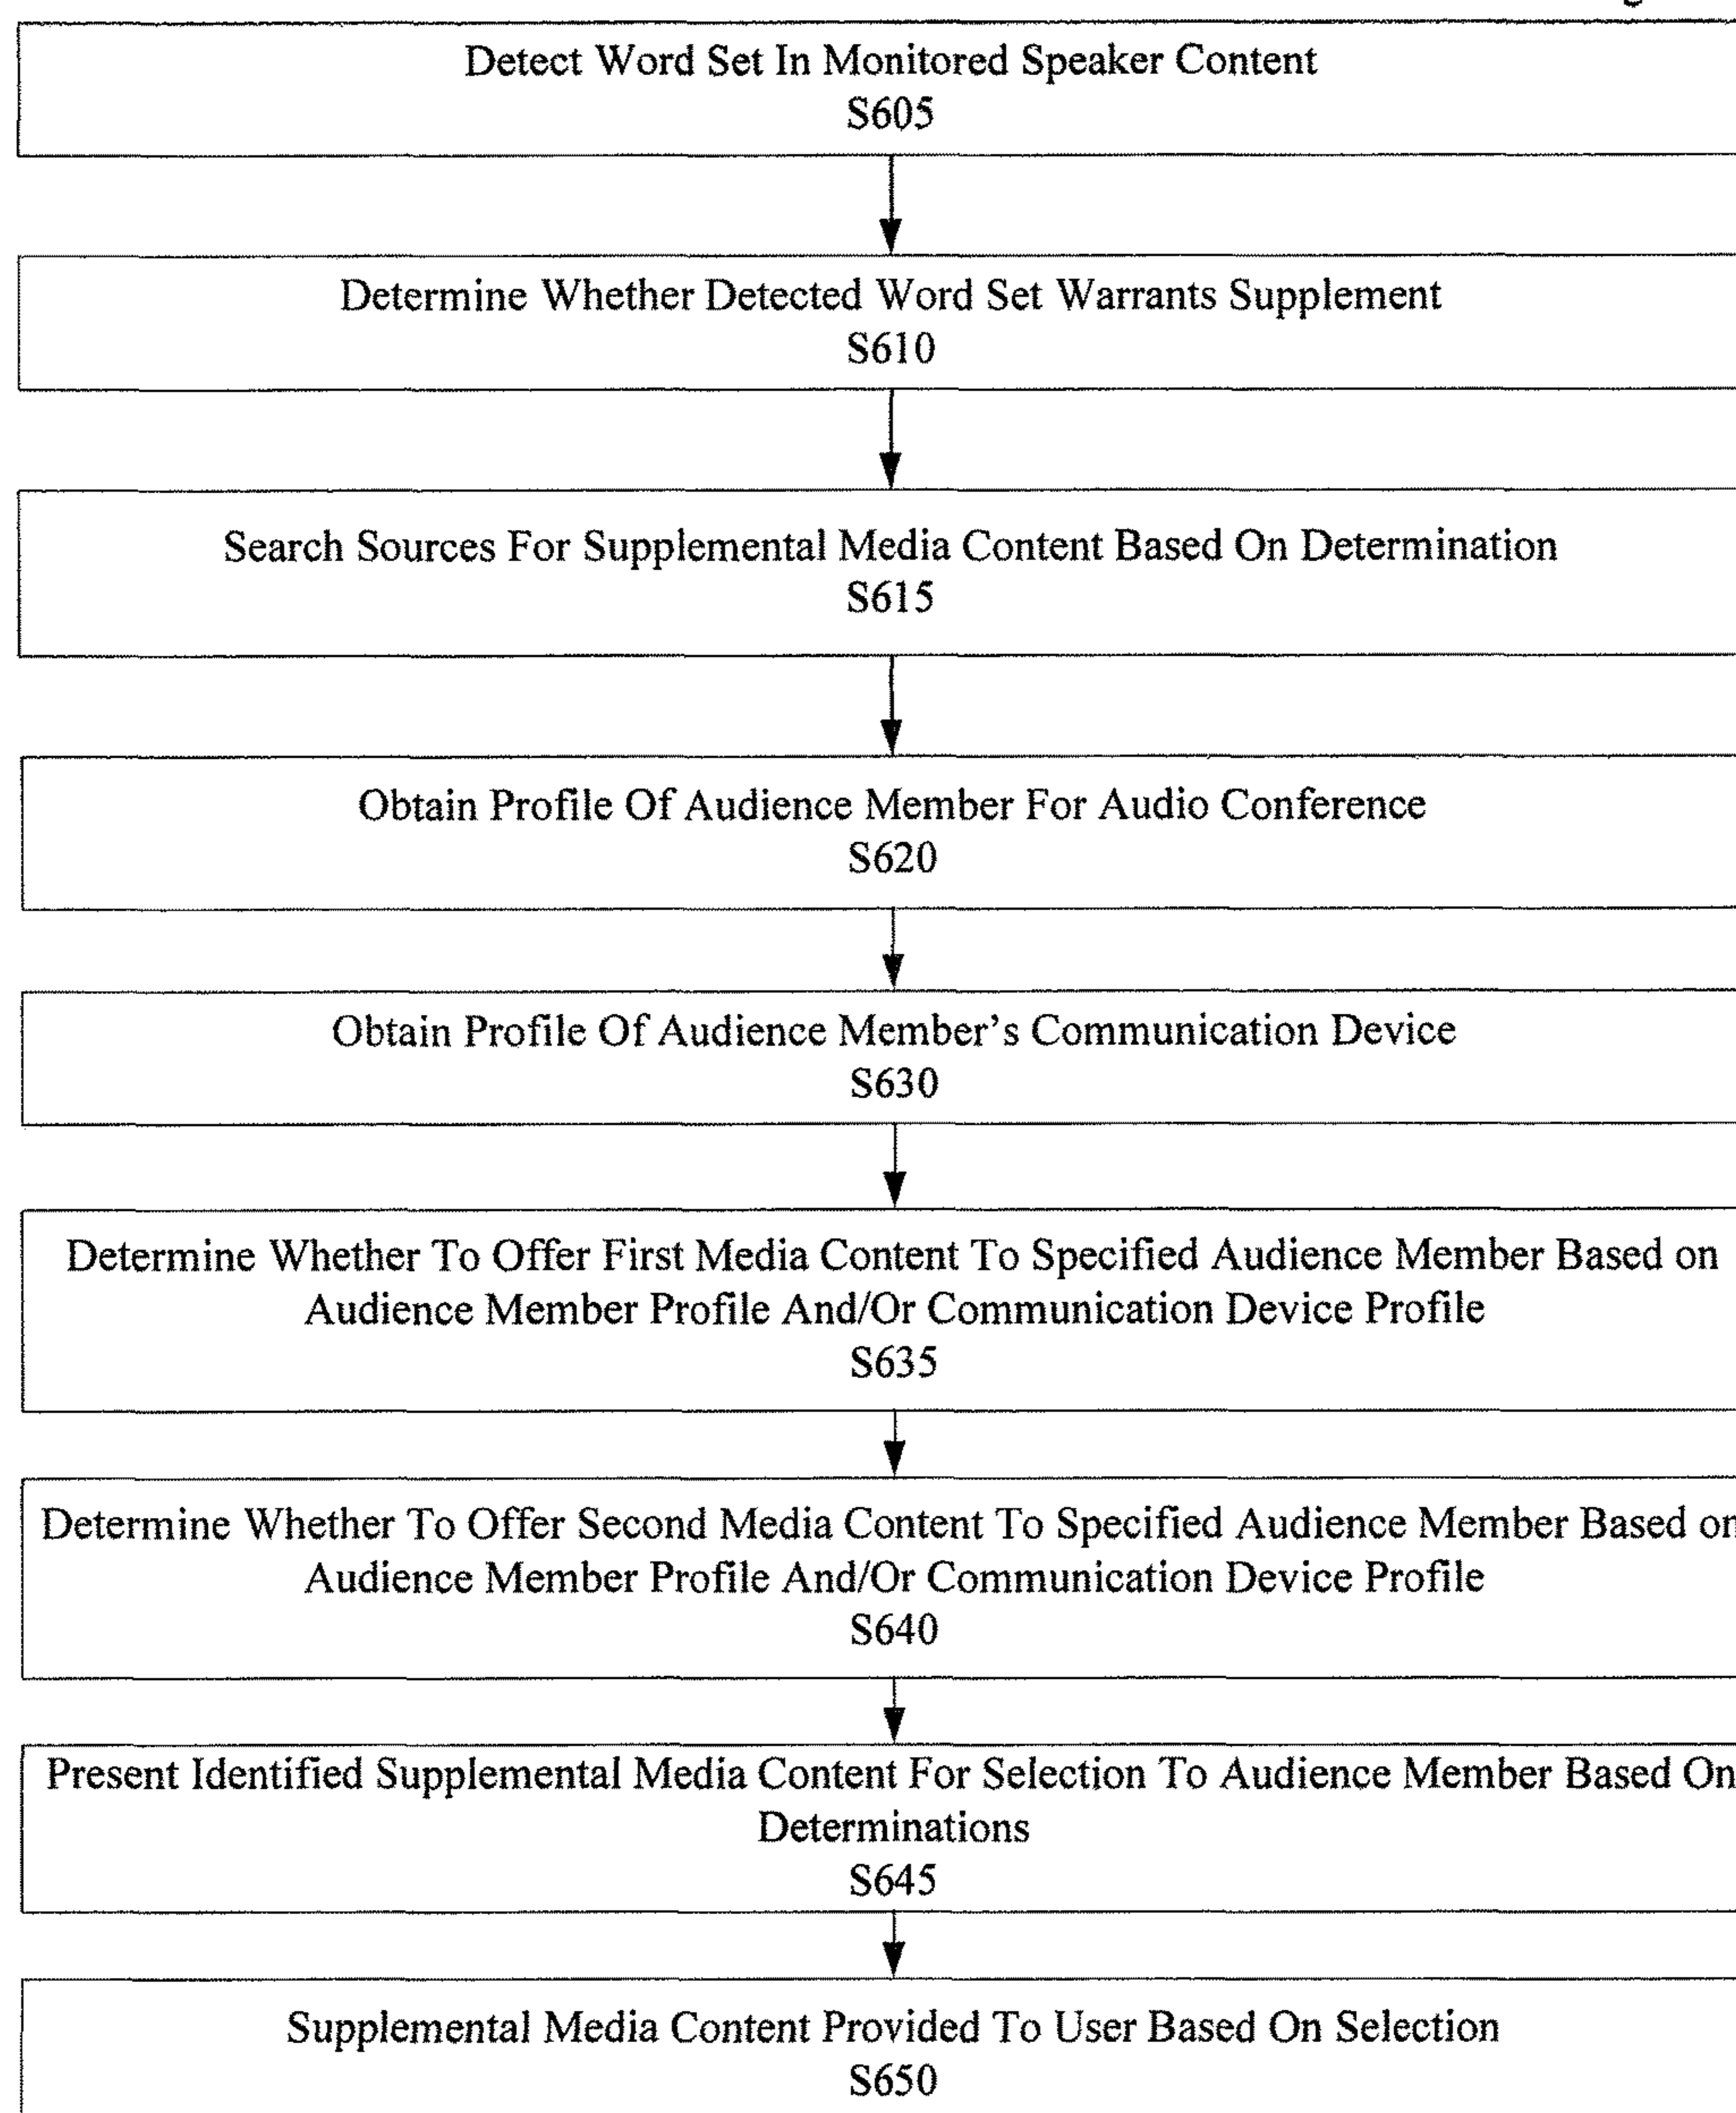 Detect Word Set In Monitored Speaker Content
S605
Determine Whether Detected Word Set Warrants Supplement
S610
Search Sources For Supplemental Media Content Based On Determination
S615
Obtain Profile Of Audience Member For Audio Conference
S620
Obtain Profile Of Audience Member’s Communication Device
S630
Determine Whether To Offer First Media Content To Specified Audience Member Based on
Audience Member Profile And/Or Communication Device Profile
S635
Determine Whether To Offer Second Media Content To Specified Audience Member Based on
Audience Member Profile And/Or Communication Device Profile
S640
Present Identified Supplemental Media Content For Selection To Audience Member Based On
Determinations
S645
Supplemental Media Content Provided To User Based On Selection
S650